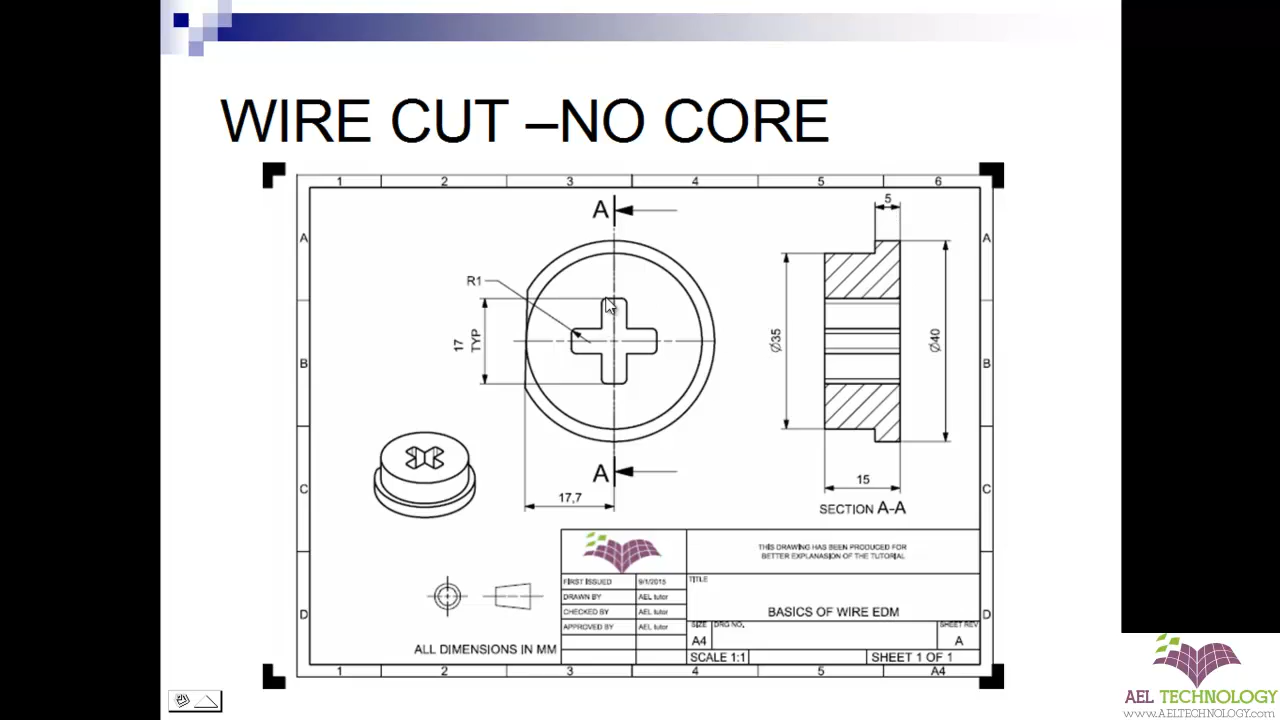 WIRE CUT –NO CORE
1 2 3 4 5 6
A
A
A
5
R1
17
TYP
B
B
Ø35
Ø40
A
15
C
C
17,7
SECTION A-A
THIS DRAWING HAS BEEN PRODUCED FOR
BETTER EXPLANASION OF THE TUTORIAL
FIRST ISSUED 9/1/2015
TITLE
DRAWN BY AEL tutor
CHECKED BY AEL tutor
BASICS OF WIRE EDM
D
D
APPROVED BY AEL tutor
SIZE DRG NO. SHEET REV
A4 A
ALL DIMENSIONS IN MM
SCALE 1:1 SHEET 1 OF 1
1 2 3 4 5 A4
AEL TECHNOLOGY
www.AELTECHNOLOGY.com